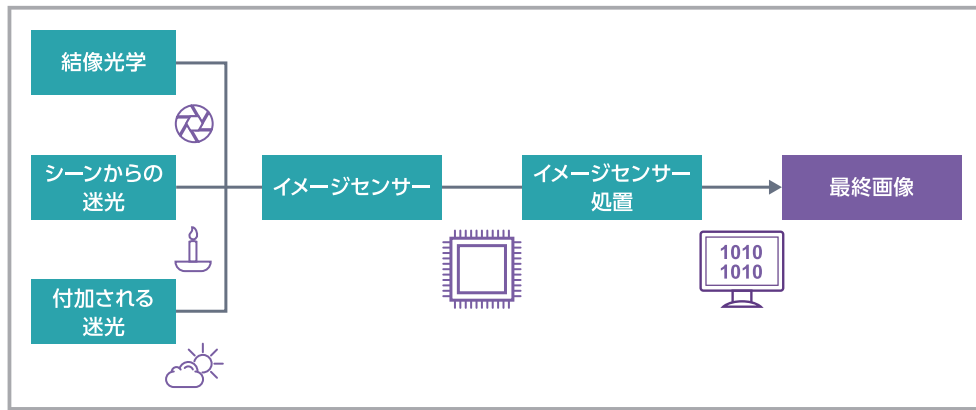 結像光学
シーンからの
迷光
付加される
迷光
イメージセンサー
イメージセンサー
処置
最終画像
1010
1010